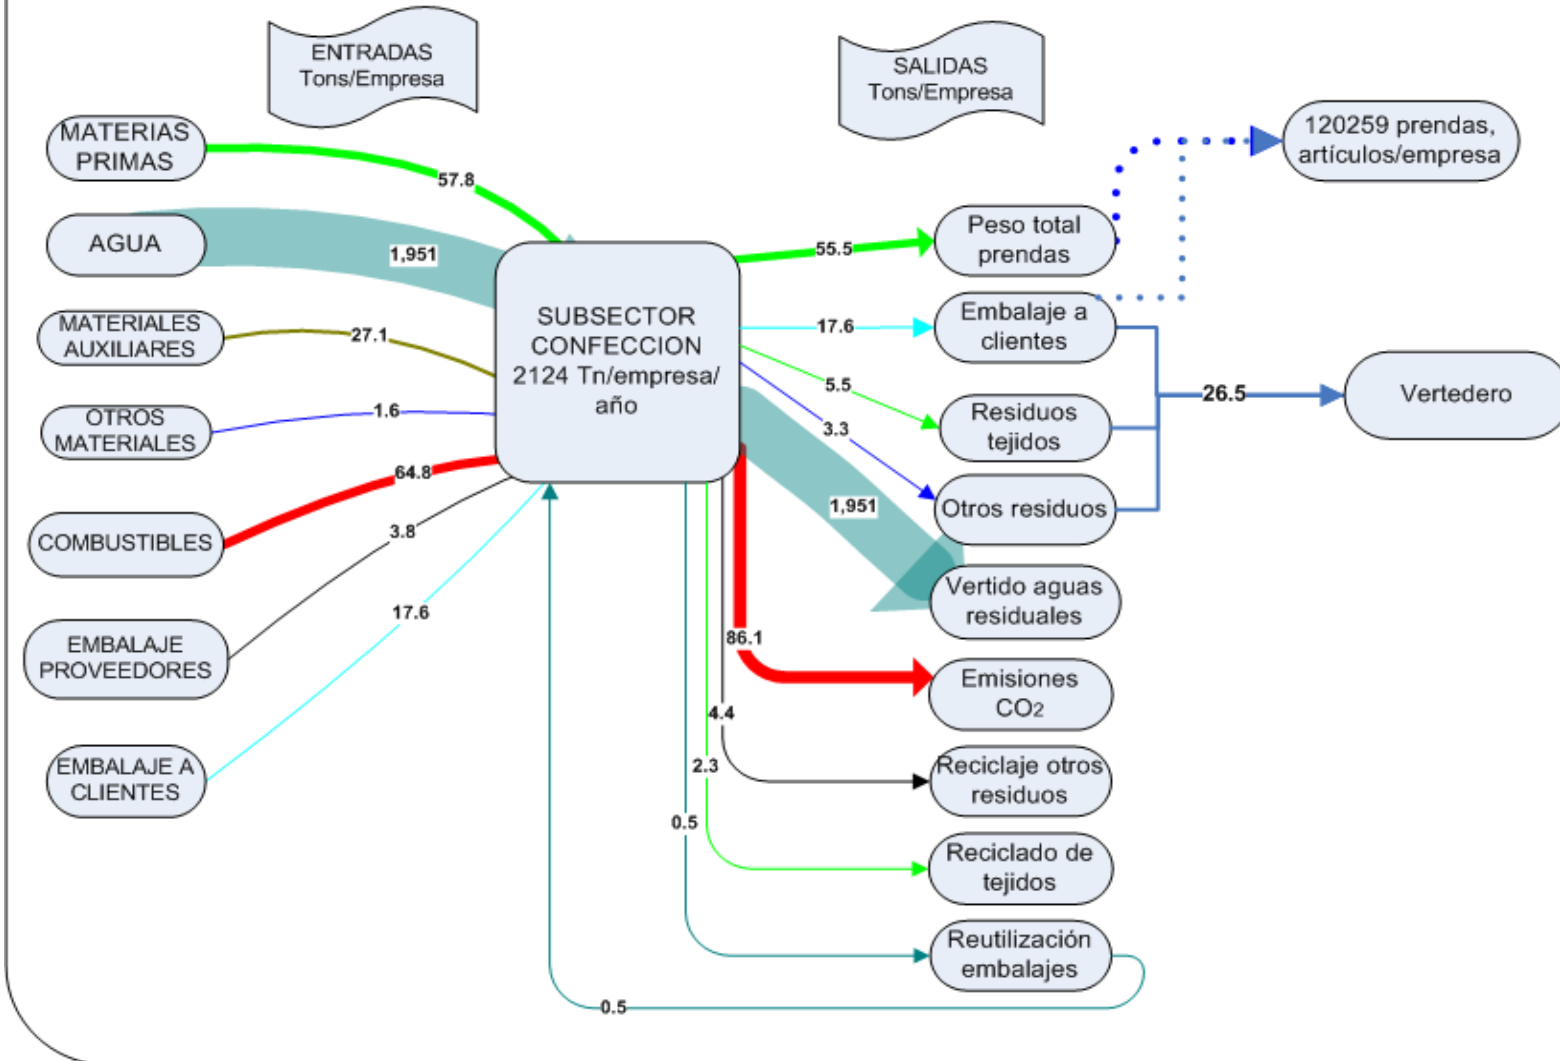 ENTRADAS
Tons/Empresa
SALIDAS
Tons/Empresa
MATERIAS
PRIMAS
57.8
AGUA
1,951
MATERIALES
AUXILIARES
27.1
OTROS
MATERIALES
1.6
COMBUSTIBLES
64.8
EMBALAJE
PROVEEDORES
3.8
EMBALAJE A
CLIENTES
17.6
SUBSECTOR
CONFECCION
2124 Tn/empresa/
año
55.5
Peso total
prendas
120259 prendas,
artículos/empresa
17.6
Embalaje a
clientes
5.5
Residuos
tejidos
3.3
Otros residuos
26.5
Vertedero
1,951
Vertido aguas
residuales
86.1
Emisiones
CO2
4.4
Reciclaje otros
residuos
2.3
Reciclado de
tejidos
0.5
Reutilización
embalajes
0.5